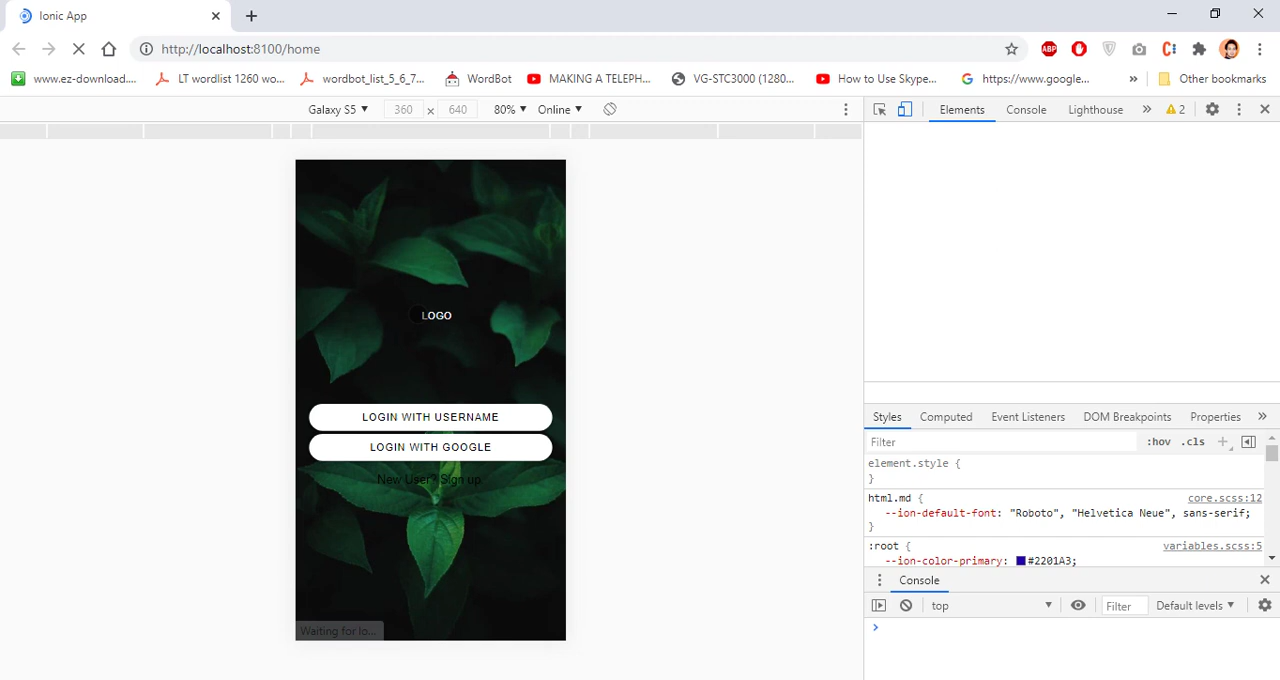 Ionic App
http://localhost:8100/home
www.ez-download....
LT wordlist 1260 wo...
wordbot_list_5_6_7...
WordBot
MAKING A TELEPH...
VG-STC3000 (1280...
How to Use Skype...
https://www.google...
»
Other bookmarks
Galaxy S5 ▼ 360 x 640 80% ▼ Online ▼
Elements Console Lighthouse » 2
LOGO
LOGIN WITH USERNAME
LOGIN WITH GOOGLE
New User? Sign up
Waiting for lo...
Styles Computed Event Listeners DOM Breakpoints Properties »
Filter :hov .cls +
element.style {
}
html.md { core.scss:12
--ion-default-font: "Roboto", "Helvetica Neue", sans-serif;
}
:root { variables.scss:5
--ion-color-primary: #2201A3;
Console
top ▼ Filter Default levels ▼
›